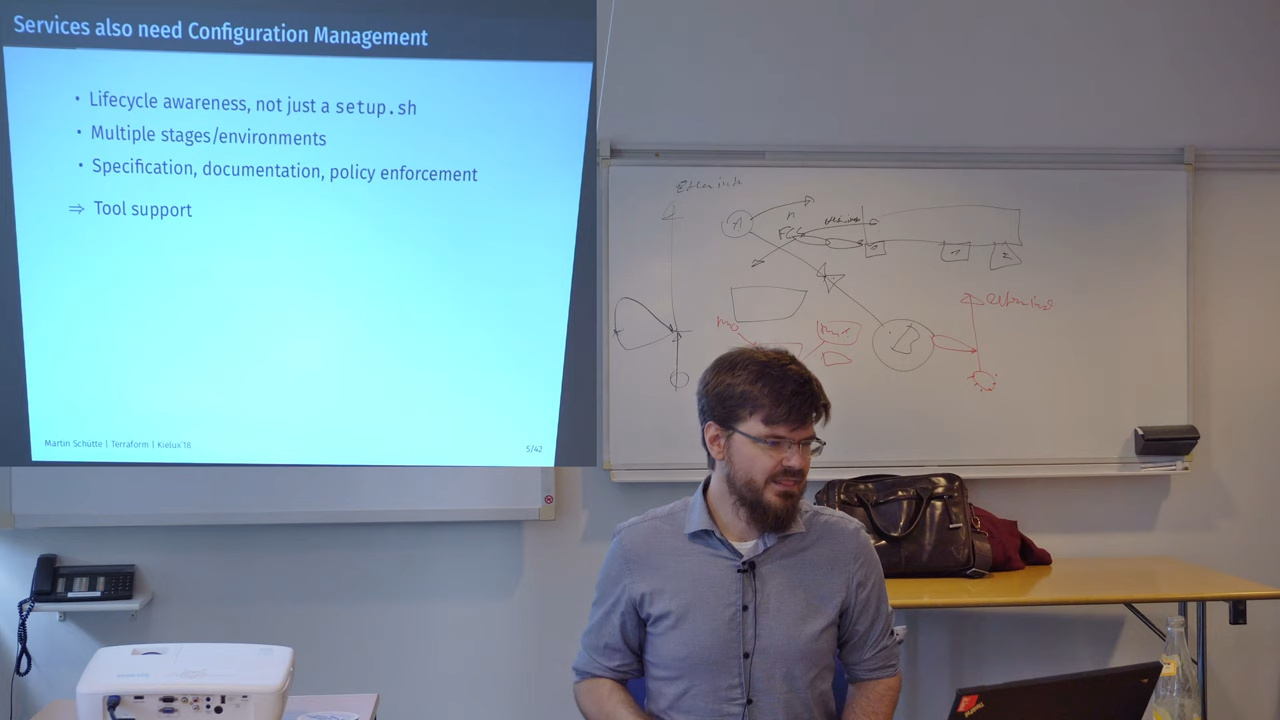 Services also need Configuration Management
• Lifecycle awareness, not just a setup.sh
• Multiple stages/environments
• Specification, documentation, policy enforcement
⇒ Tool support
Martin Schütte | Terraform | Kielux'18
5/42
A
n
B